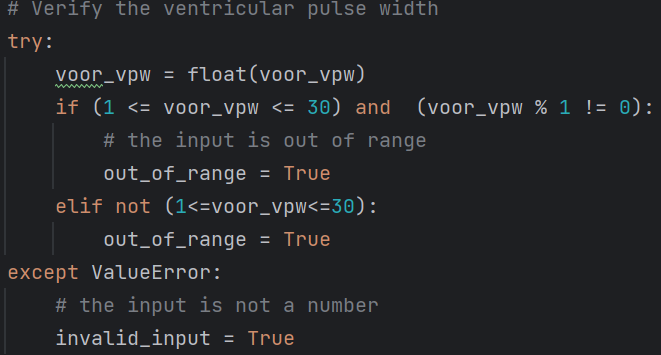 # Verify the ventricular pulse width
try:
    voor_vpw = float(voor_vpw)
    if (1 <= voor_vpw <= 30) and  (voor_vpw % 1 != 0):
        # the input is out of range
        out_of_range = True
    elif not (1<=voor_vpw<=30):
        out_of_range = True
except ValueError:
    # the input is not a number
    invalid_input = True